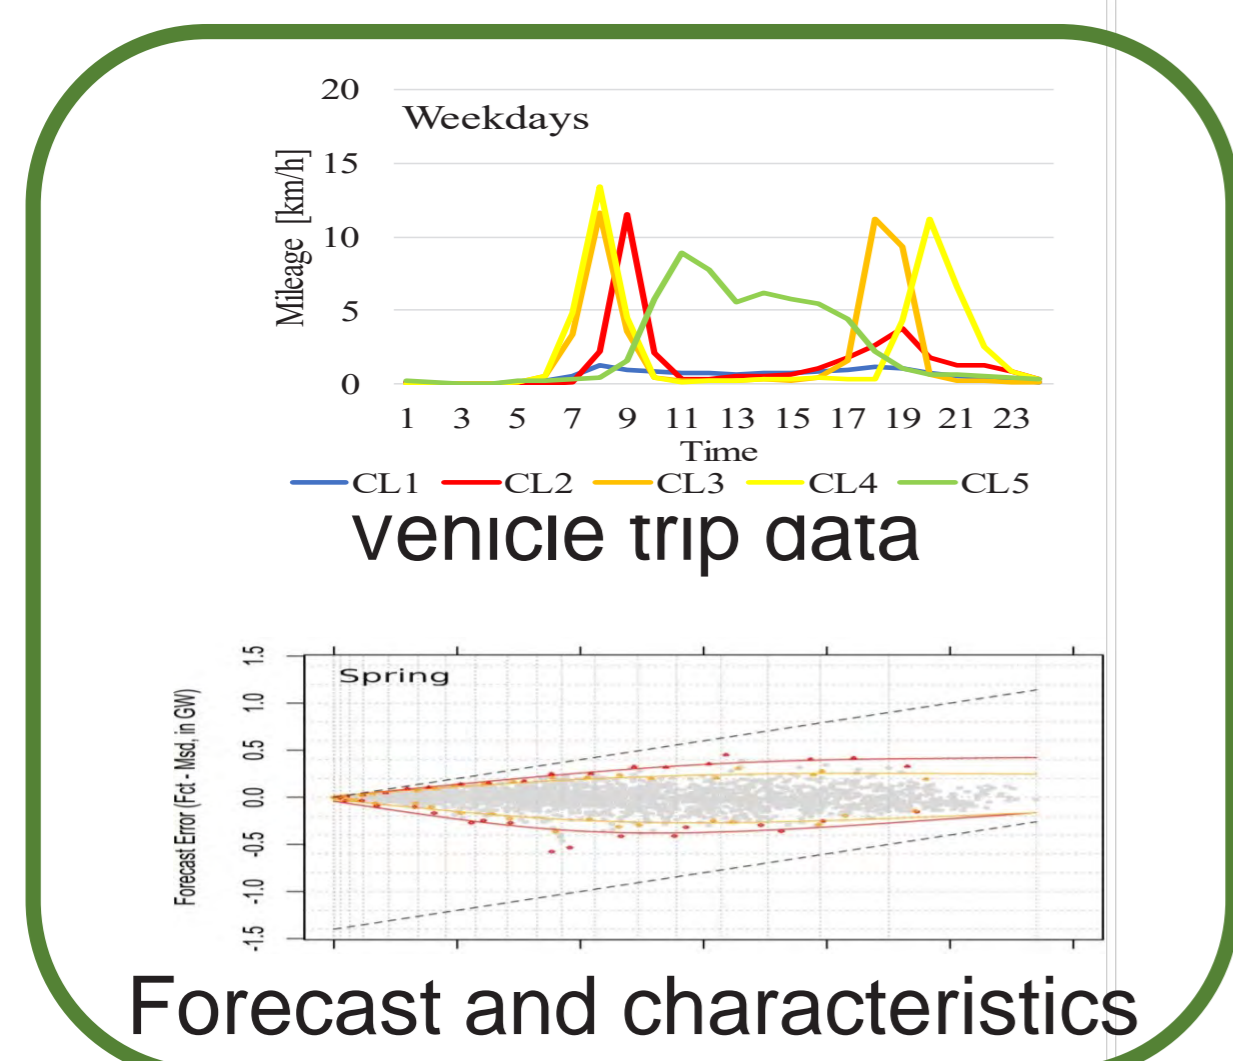 20
Weekdays
15
10
5
0
Mileage [km/h]
1 3 5 7 9 11 13 15 17 19 21 23
Time
CL1 CL2 CL3 CL4 CL5
Vehicle trip data
1.5
Spring
1.0
0.5
0.0
-0.5
-1.0
-1.5
Forecast Error (Fct - Msd, in GW)
Forecast and characteristics